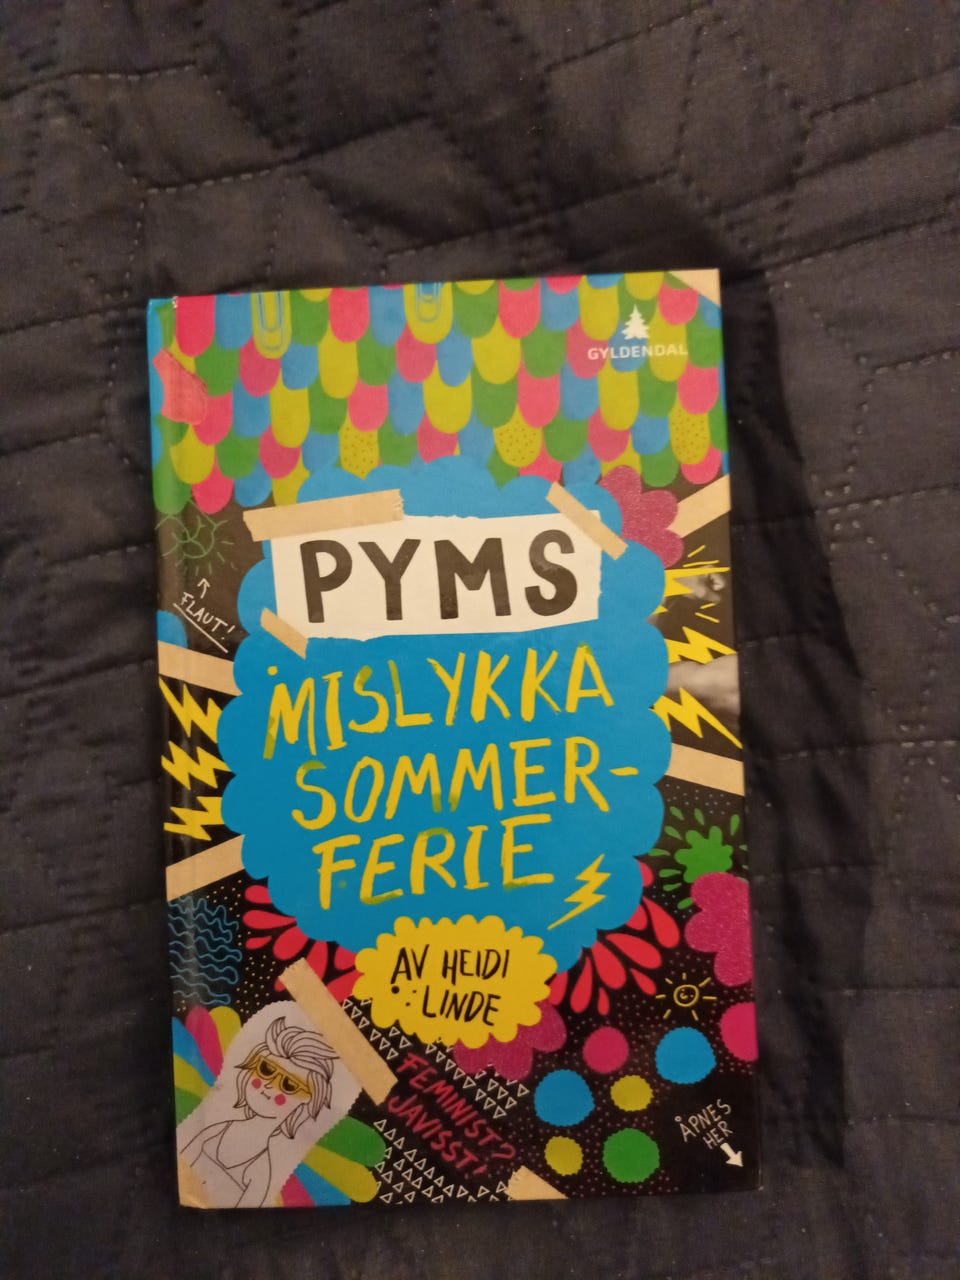 GYLDENDAL
PYMS
FLAUT!
MISLYKKA
SOMMER-
FERIE
AV HEIDI
LINDE
FEMINIST?
JAVISST!
ÅPNES
HER